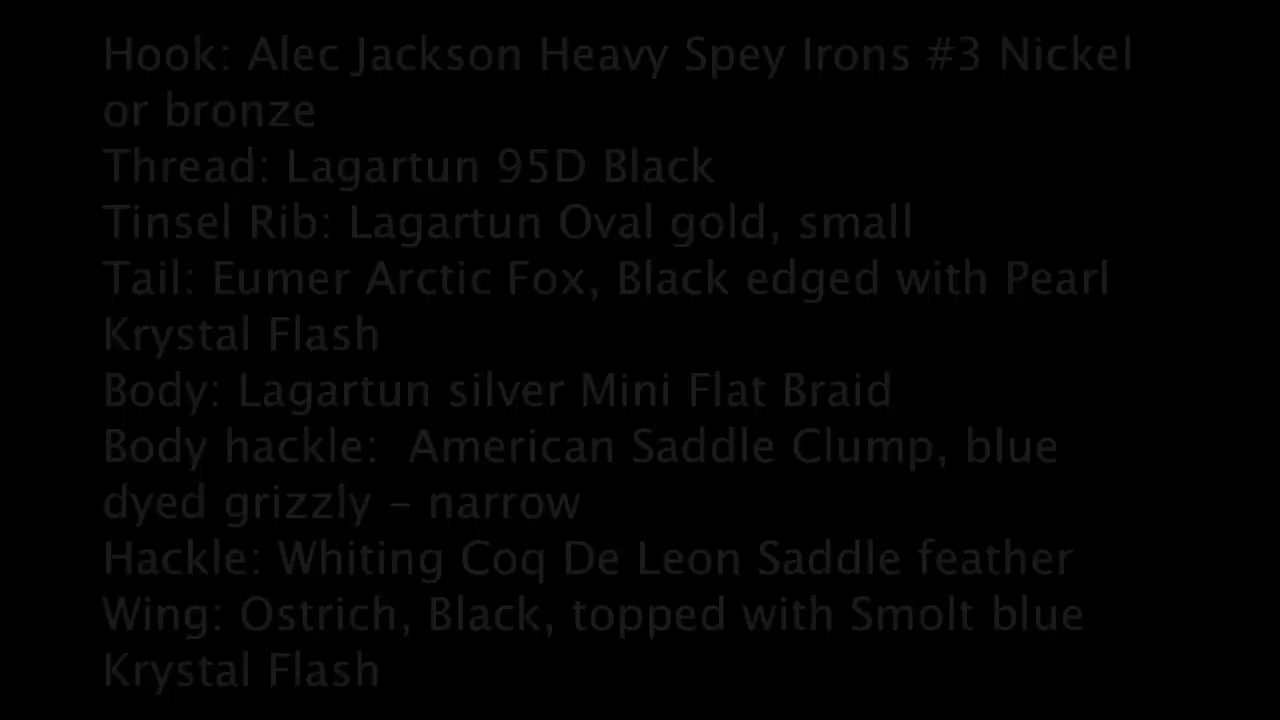 Hook: Alec Jackson Heavy Spey Irons #3 Nickel
or bronze
Thread: Lagartun 95D Black
Tinsel Rib: Lagartun Oval gold, small
Tail: Eumer Arctic Fox, Black edged with Pearl
Krystal Flash
Body: Lagartun silver Mini Flat Braid
Body hackle:  American Saddle Clump, blue
dyed grizzly – narrow
Hackle: Whiting Coq De Leon Saddle feather
Wing: Ostrich, Black, topped with Smolt blue
Krystal Flash